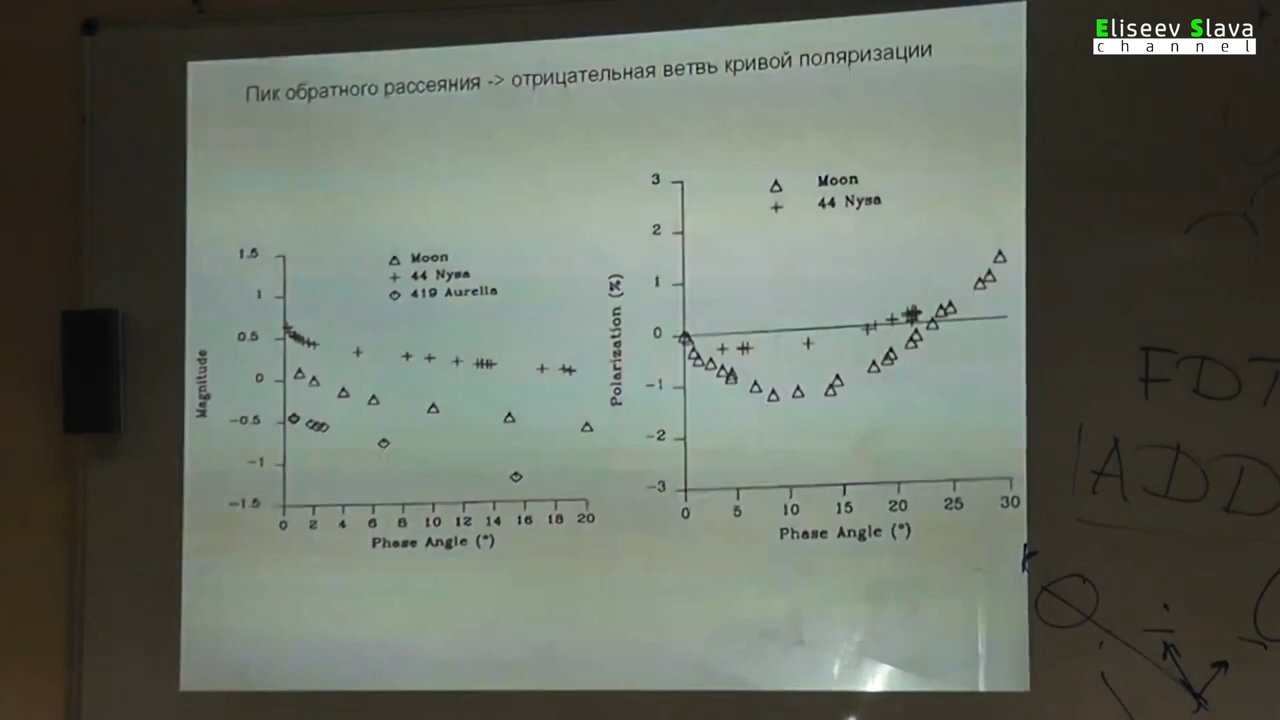 Eliseev Slava
channel
Пик обратного рассеяния -> отрицательная ветвь кривой поляризации
Moon
44 Nysa
419 Aurelia
1.5
1
0.5
0
-0.5
-1
-1.5
Magnitude
0 2 4 6 8 10 12 14 16 18 20
Phase Angle (°)
Moon
44 Nysa
3
2
1
0
-1
-2
-3
Polarization (%)
0 5 10 15 20 25 30
Phase Angle (°)
FDT
ADD